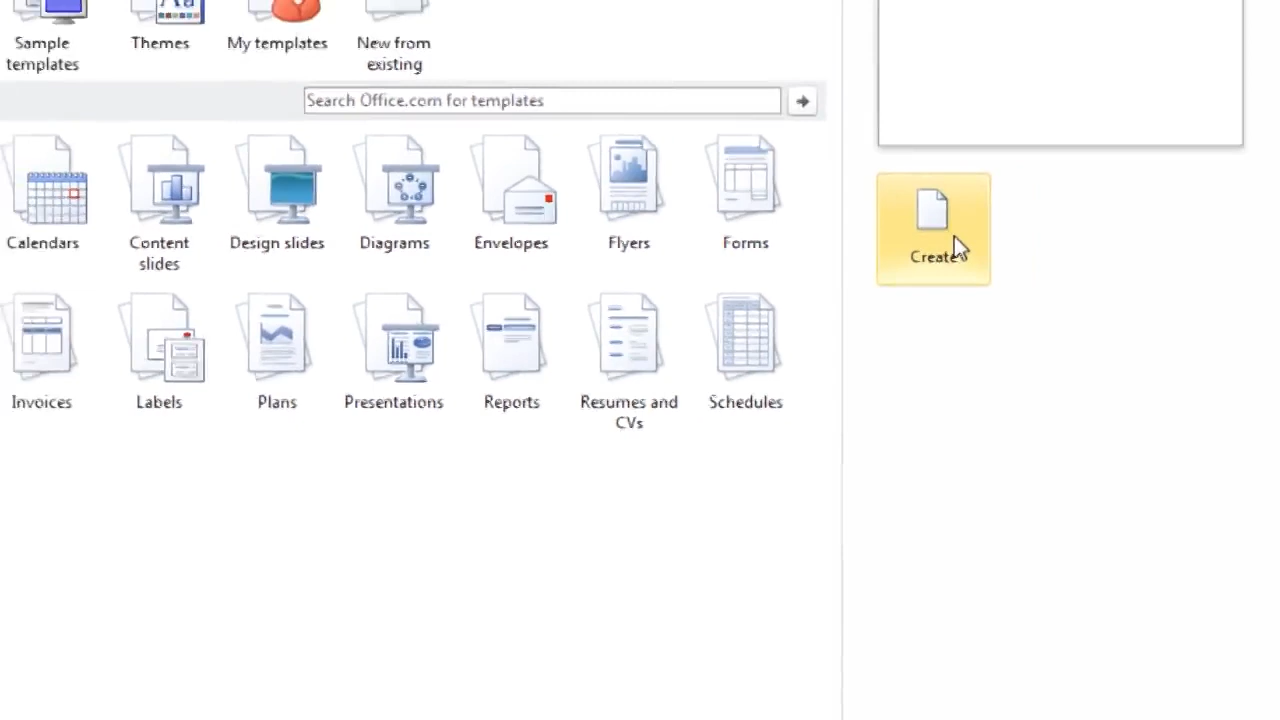 Sample templates
Themes
My templates
New from existing
Search Office.com for templates
Calendars
Content slides
Design slides
Diagrams
Envelopes
Flyers
Forms
Create
Invoices
Labels
Plans
Presentations
Reports
Resumes and CVs
Schedules